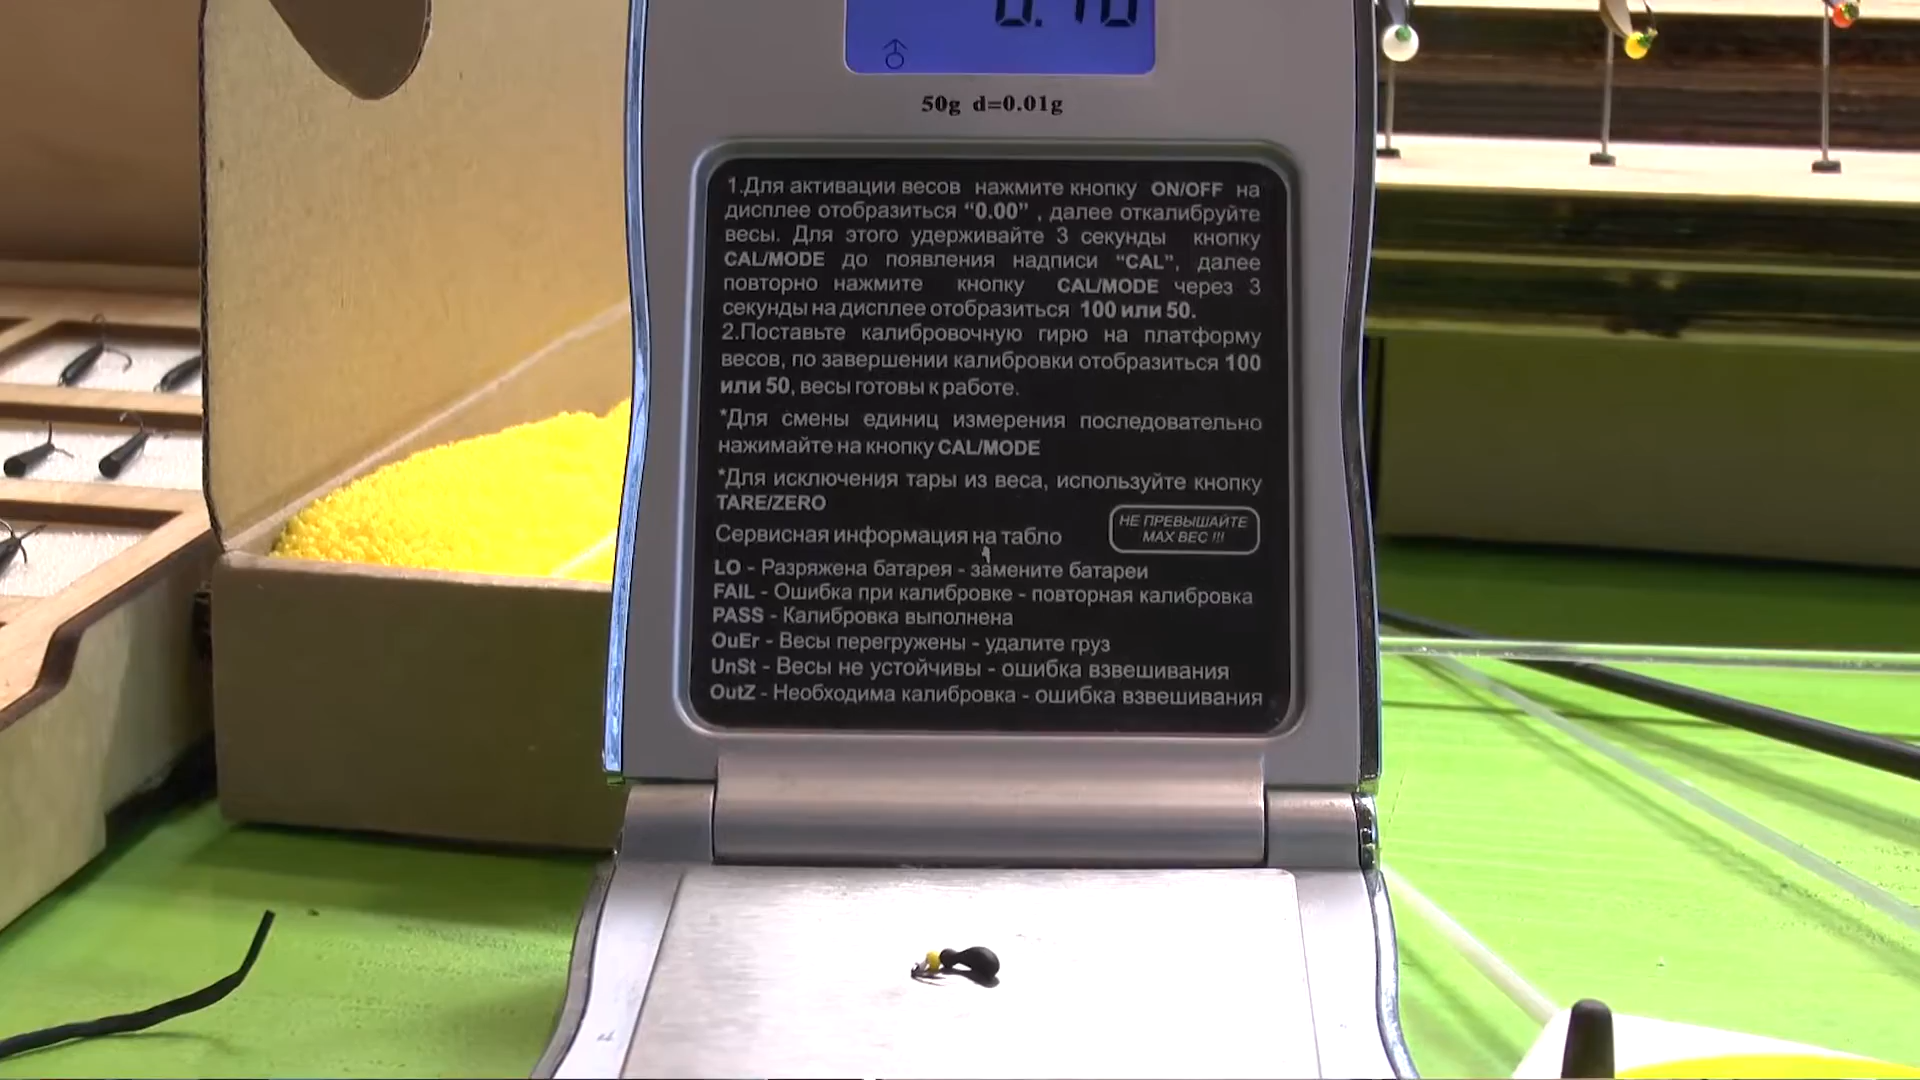 50g d=0.01g
1.Для активации весов нажмите кнопку ON/OFF на
дисплее отобразиться “0.00” , далее откалибруйте
весы. Для этого удерживайте 3 секунды кнопку
CAL/MODE до появления надписи “CAL”, далее
повторно нажмите кнопку CAL/MODE через 3
секунды на дисплее отобразиться 100 или 50.
2.Поставьте калибровочную гирю на платформу
весов, по завершении калибровки отобразиться 100
или 50, весы готовы к работе.
*Для смены единиц измерения последовательно
нажимайте на кнопку CAL/MODE
*Для исключения тары из веса, используйте кнопку
TARE/ZERO
НЕ ПРЕВЫШАЙТЕ
МАХ ВЕС !!!
Сервисная информация на табло
LO - Разряжена батарея - замените батареи
FAIL - Ошибка при калибровке - повторная калибровка
PASS - Калибровка выполнена
OuEr - Весы перегружены - удалите груз
UnSt - Весы не устойчивы - ошибка взвешивания
OutZ - Необходима калибровка - ошибка взвешивания